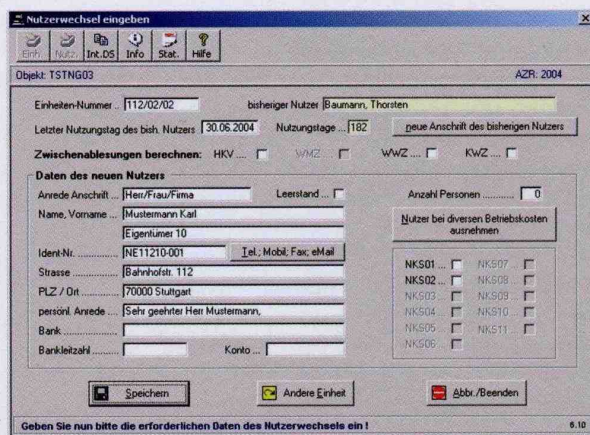 Nutzerwechsel eingeben
Einh. Nutz. Int.DS Info Stat. Hilfe
Objekt: TSTNG03 AZR: 2004
Einheiten-Nummer .. 112/02/02 bisheriger Nutzer Baumann, Thorsten
Letzter Nutzungstag des bish. Nutzers 30.06.2004 Nutzungstage ... 182 neue Anschrift des bisherigen Nutzers
Zwischenablesungen berechnen: HKV .... WMZ .... WWZ .... KWZ ....
Daten des neuen Nutzers
Anrede Anschrift ... Herr/Frau/Firma Leerstand ... Anzahl Personen ........... 0
Name, Vorname ... Mustermann Karl
Nutzer bei diversen Betriebskosten
ausnehmen
Eigentümer 10
Ident-Nr. NE11210-001 Tel.; Mobil; Fax; eMail
Strasse Bahnhofstr. 112
PLZ / Ort 70000 Stuttgart
persönl. Anrede .... Sehr geehrter Herr Mustermann,
Bank
Bankleitzahl Konto ...
NKS01 ... NKS07 ...
NKS02 ... NKS08 ...
NKS03 ... NKS09 ...
NKS04 ... NKS10 ...
NKS05 ... NKS11 ...
NKS06 ...
Speichern Andere Einheit Abbr./Beenden
Geben Sie nun bitte die erforderlichen Daten des Nutzerwechsels ein ! 6.10